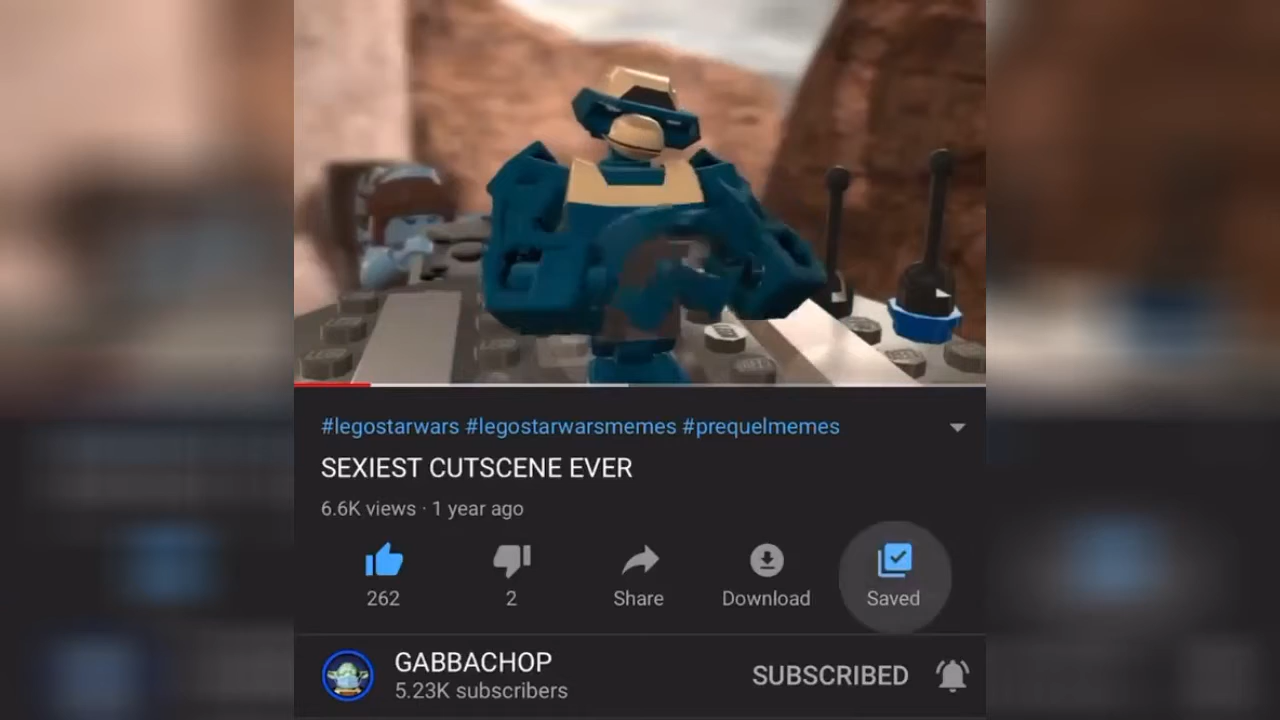 #legostarwars #legostarwarsmemes #prequelmemes
SEXIEST CUTSCENE EVER
6.6K views · 1 year ago
262
2
Share
Download
Saved
GABBACHOP
5.23K subscribers
SUBSCRIBED